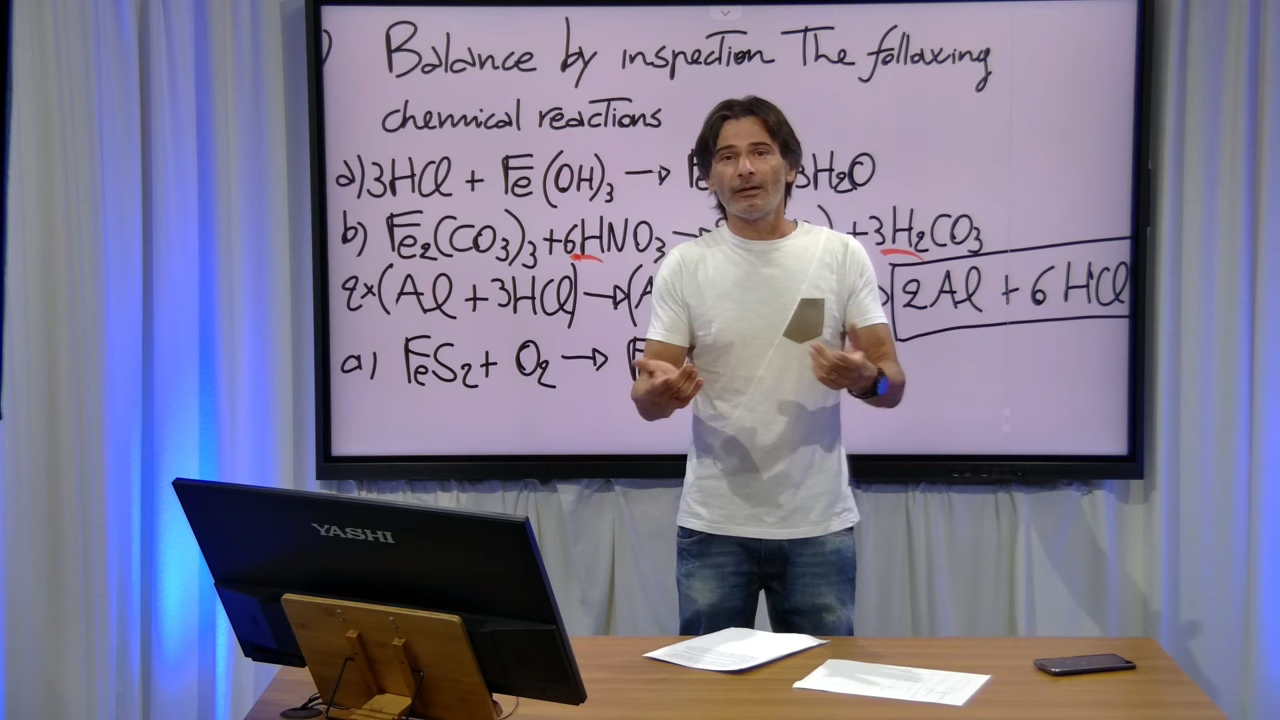 ) Balance by inspection The following
chemical reactions
a) 3HCl + Fe(OH)₃ → 3H₂O
b) Fe₂(CO₃)₃ + 6HNO₃ → + 3H₂CO₃
2×(Al + 3HCl) → (A 2Al + 6HCl
a) FeS₂ + O₂ → F
YASHI